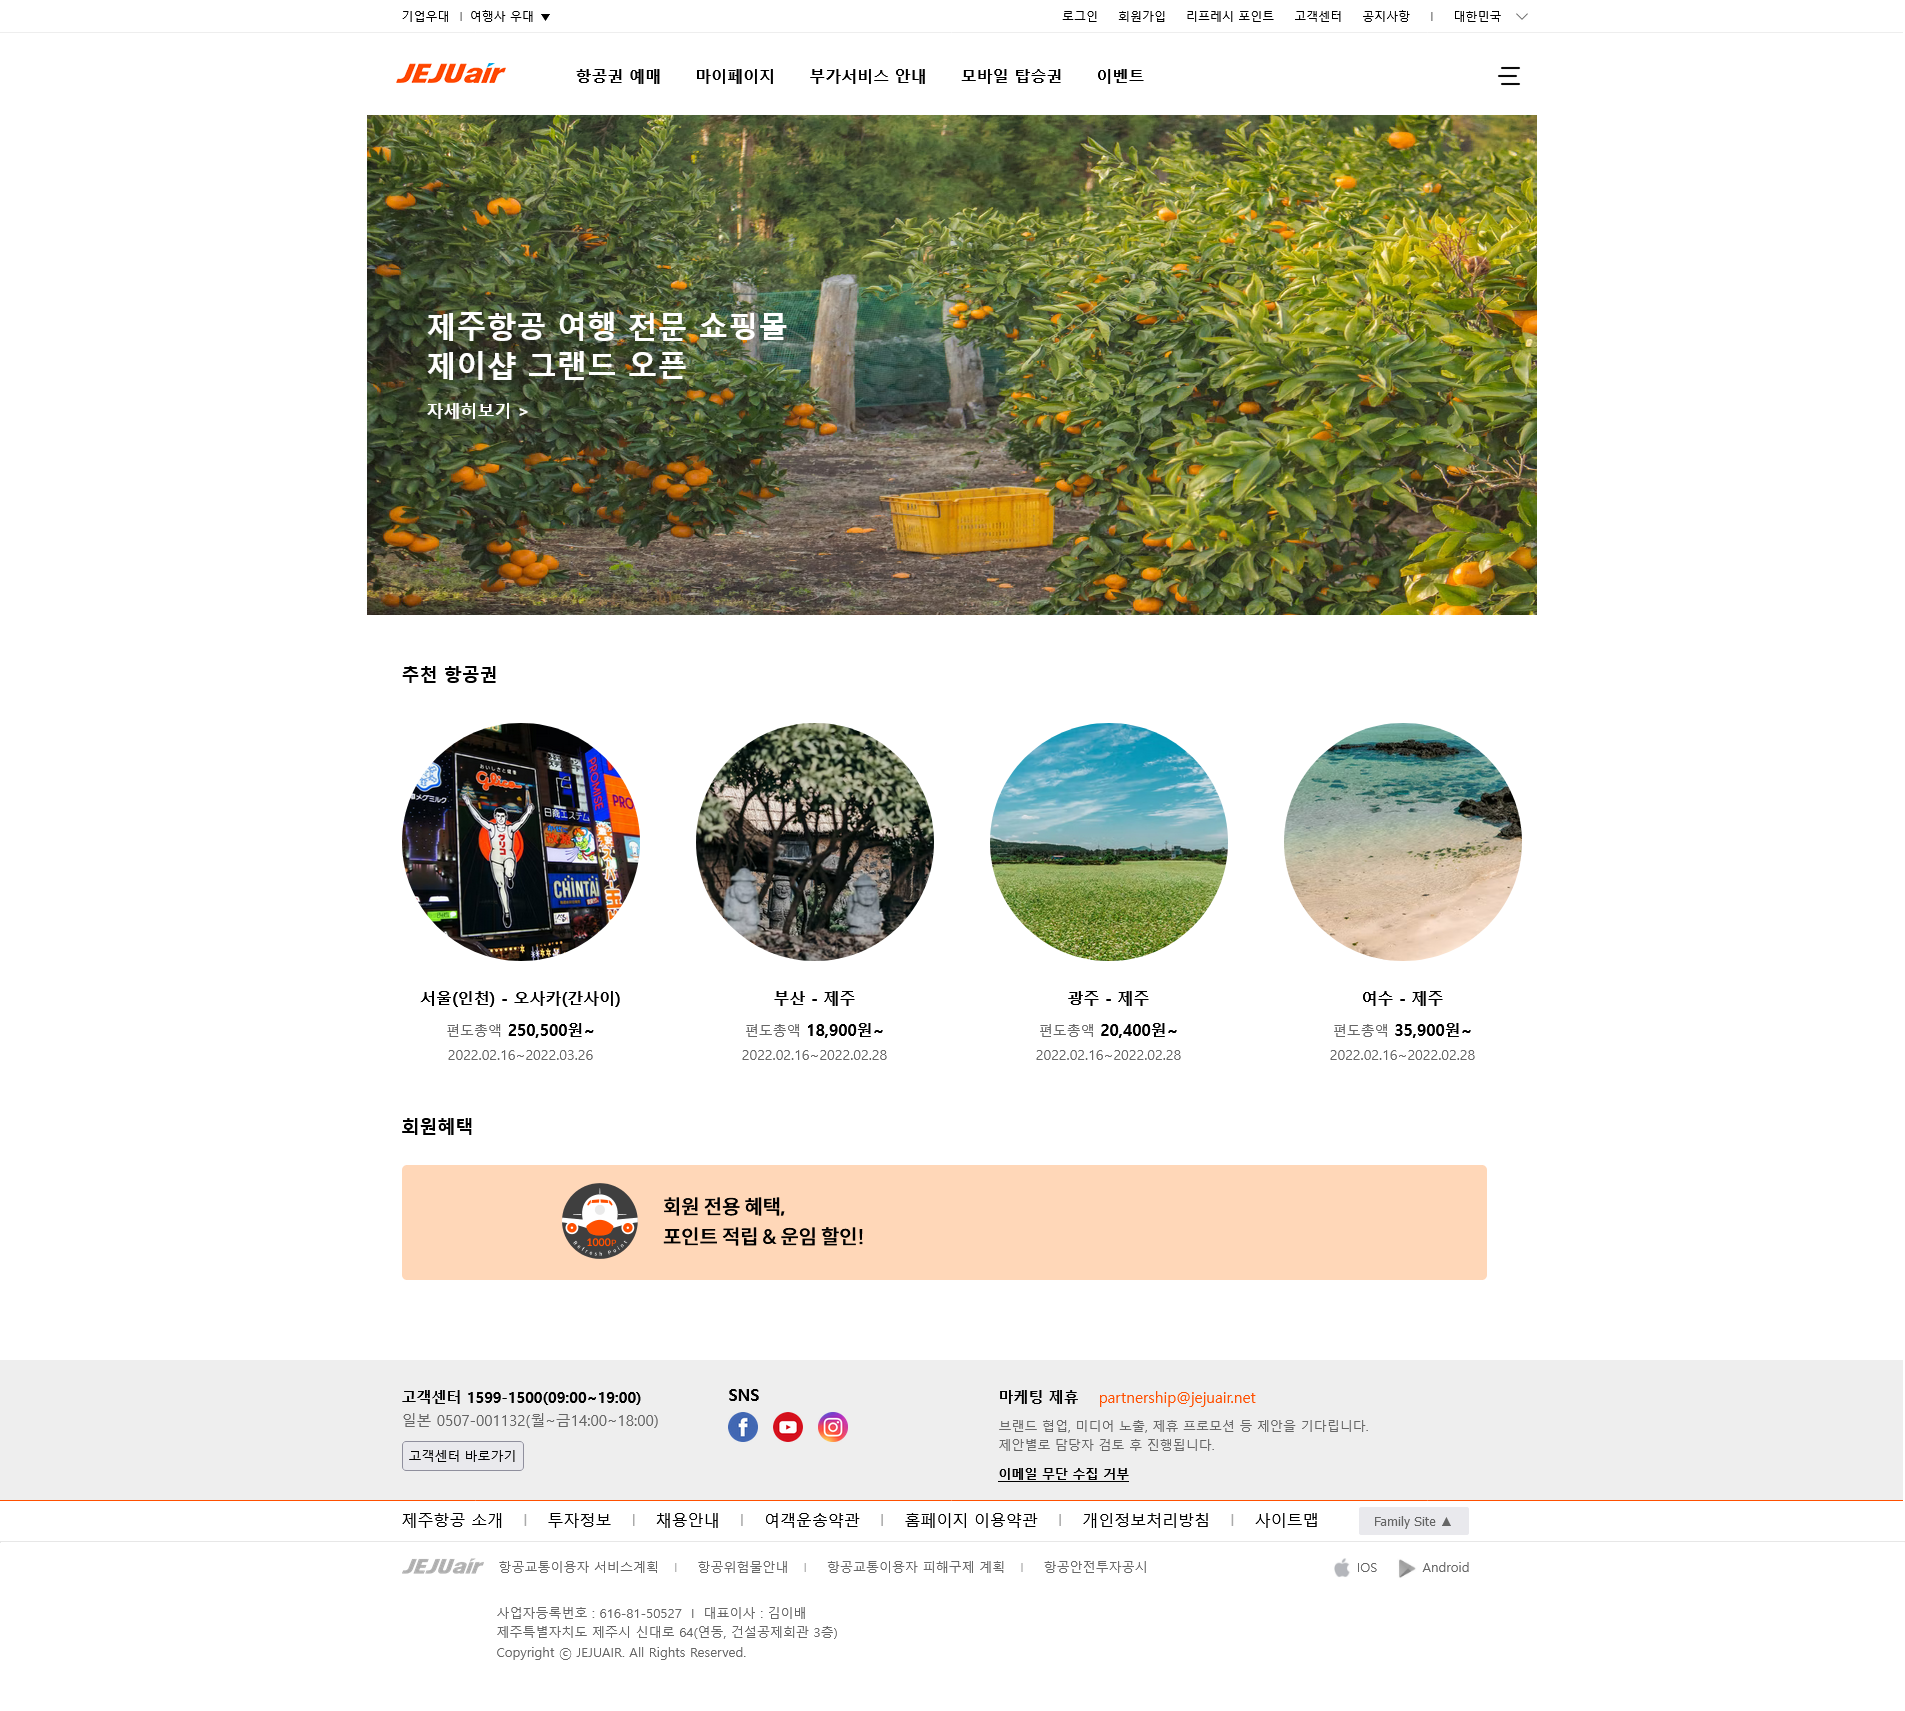 기업우대 | 여행사 우대 ▼
로그인 회원가입 리프레시 포인트 고객센터 공지사항 | 대한민국
JEJUair
항공권 예매 마이페이지 부가서비스 안내 모바일 탑승권 이벤트
제주항공 여행 전문 쇼핑몰
제이샵 그랜드 오픈
자세히보기 >
추천 항공권
おいしさと健康
glico
グリコ
日商エステム
PROMISE
PRO
CHINTAI
서울(인천) - 오사카(간사이)
편도총액 250,500원~
2022.02.16~2022.03.26
부산 - 제주
편도총액 18,900원~
2022.02.16~2022.02.28
광주 - 제주
편도총액 20,400원~
2022.02.16~2022.02.28
여수 - 제주
편도총액 35,900원~
2022.02.16~2022.02.28
회원혜택
1000P
Refresh Point
회원 전용 혜택,
포인트 적립 & 운임 할인!
고객센터 1599-1500(09:00~19:00)
일본 0507-001132(월~금14:00~18:00)
고객센터 바로가기
SNS
마케팅 제휴 partnership@jejuair.net
브랜드 협업, 미디어 노출, 제휴 프로모션 등 제안을 기다립니다.
제안별로 담당자 검토 후 진행됩니다.
이메일 무단 수집 거부
제주항공 소개 | 투자정보 | 채용안내 | 여객운송약관 | 홈페이지 이용약관 | 개인정보처리방침 | 사이트맵
Family Site ▲
JEJUair 항공교통이용자 서비스계획 | 항공위험물안내 | 항공교통이용자 피해구제 계획 | 항공안전투자공시
IOS Android
사업자등록번호 : 616-81-50527 | 대표이사 : 김이배
제주특별자치도 제주시 신대로 64(연동, 건설공제회관 3층)
Copyright ⓒ JEJUAIR. All Rights Reserved.